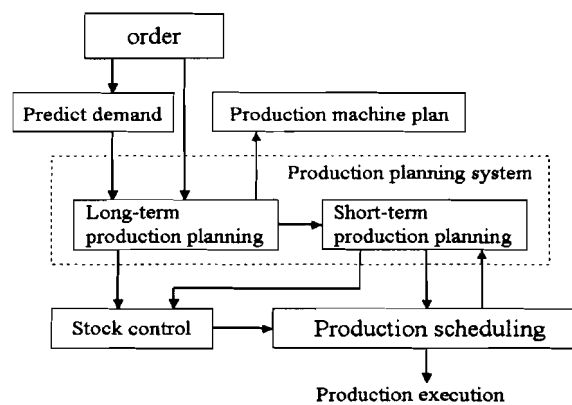 order
Predict demand
Production machine plan
Production planning system
Long-term
production planning
Short-term
production planning
Stock control
Production scheduling
Production execution